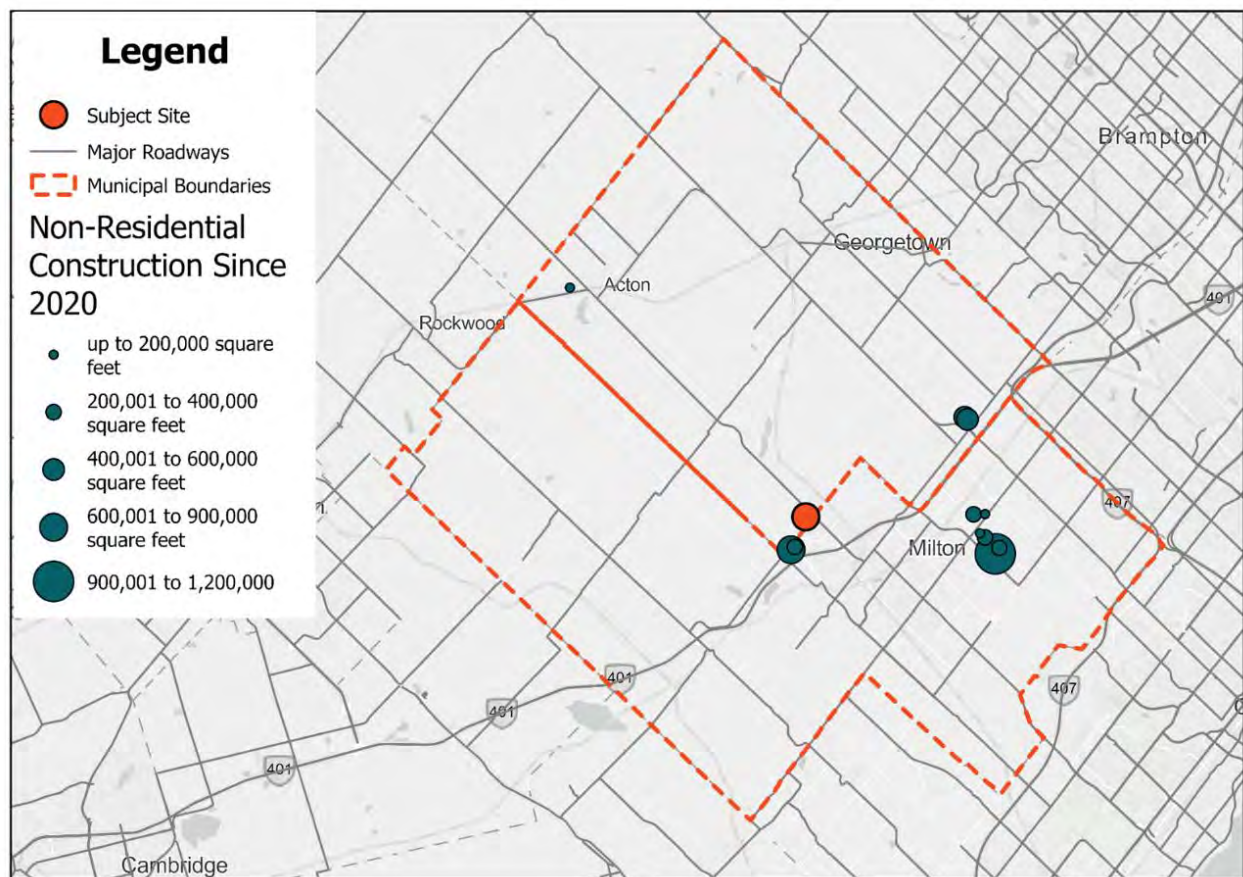 Legend
Subject Site
Major Roadways
Municipal Boundaries
Non-Residential
Construction Since
2020
up to 200,000 square
feet
200,001 to 400,000
square feet
400,001 to 600,000
square feet
600,001 to 900,000
square feet
900,001 to 1,200,000
Brampton
Georgetown
401
Acton
Rockwood
407
Milton
401
407
401
401
Cambridge